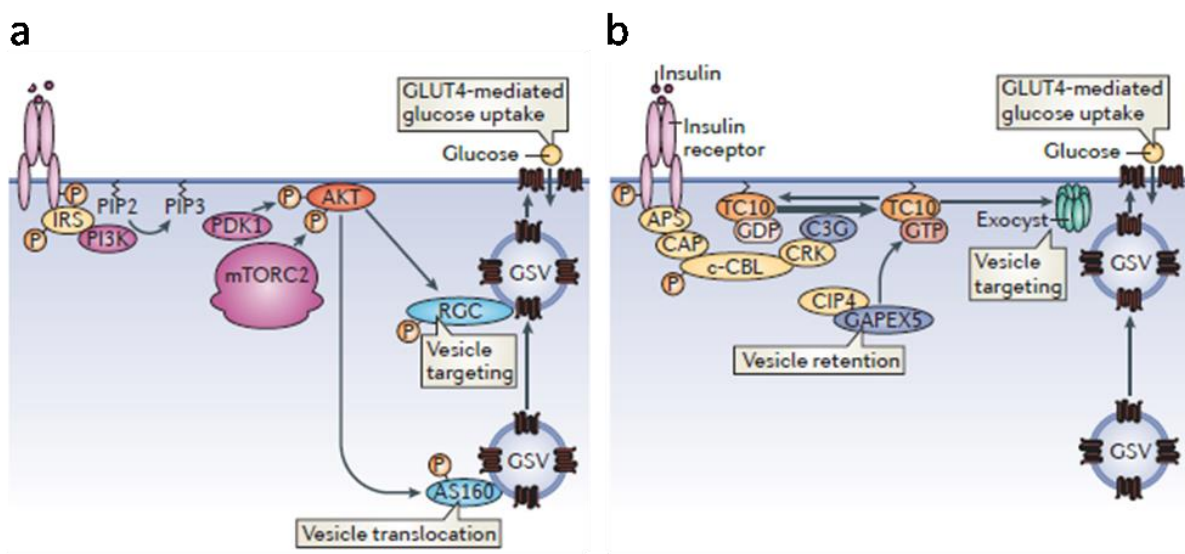 a
GLUT4-mediated
glucose uptake
Glucose
P
IRS
P
PI3K
PIP2
PIP3
PDK1
P
P
AKT
mTORC2
GSV
RGC
P
Vesicle
targeting
P
AS160
GSV
Vesicle translocation
b
Insulin
Insulin
receptor
GLUT4-mediated
glucose uptake
Glucose
P
APS
CAP
P
c-CBL
CRK
C3G
TC10
GDP
TC10
GTP
Exocyst
Vesicle
targeting
CIP4
GAPEX5
Vesicle retention
GSV
GSV